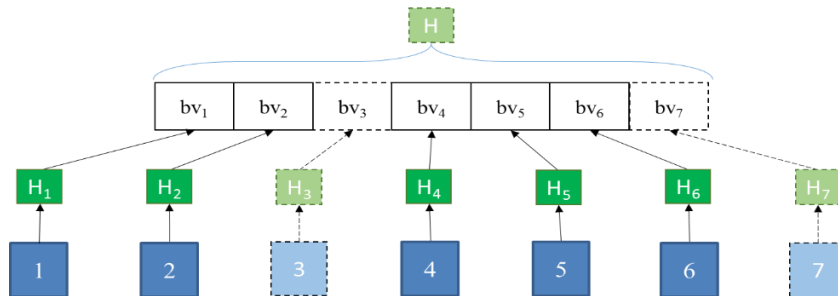 H
bv₁ bv₂ bv₃ bv₄ bv₅ bv₆ bv₇
H₁ H₂ H₃ H₄ H₅ H₆ H₇
1 2 3 4 5 6 7